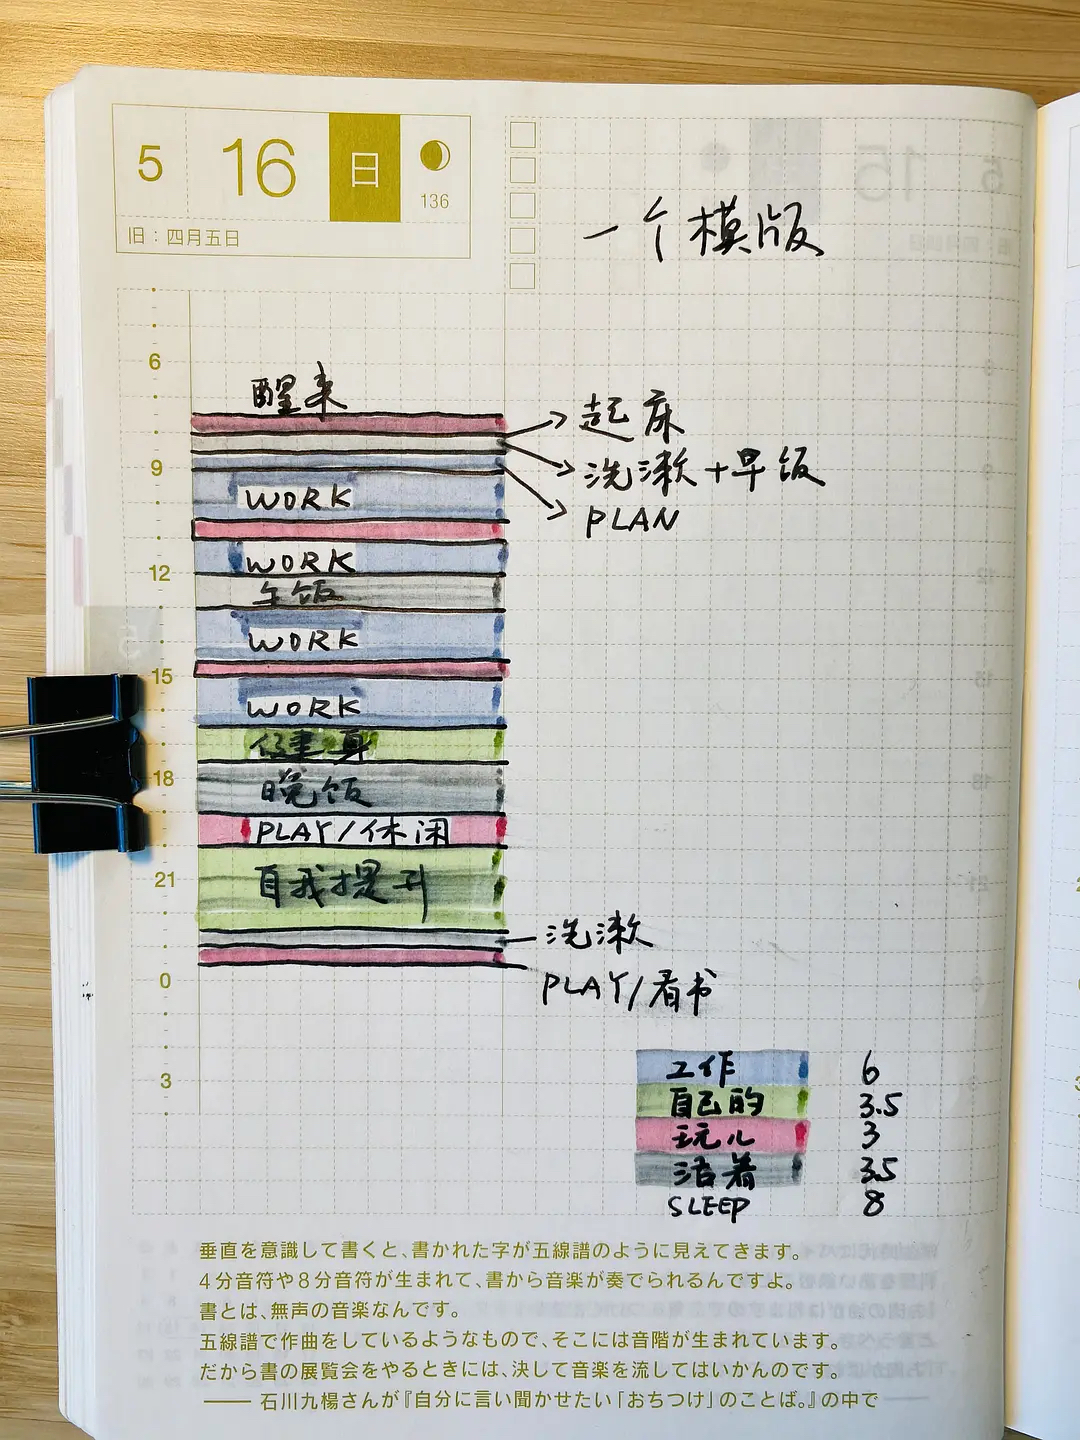 5 16 日
136
旧：四月五日
一个模版
6
醒来
起床
洗漱+早饭
9
WORK
PLAN
WORK
12
午饭
WORK
15
WORK
健身
18
晚饭
PLAY/休闲
21
自我提升
洗漱
0
PLAY/看书
3
工作 6
自己的 3.5
玩儿 3
活着 3.5
SLEEP 8
垂直を意識して書くと、書かれた字が五線譜のように見えてきます。
4分音符や8分音符が生まれて、書から音楽が奏でられるんですよ。
書とは、無声の音楽なんです。
五線譜で作曲をしているようなもので、そこには音階が生まれています。
だから書の展覧会をやるときには、決して音楽を流してはいかんのです。
—— 石川九楊さんが『自分に言い聞かせたい「おちつけ」のことば。』の中で